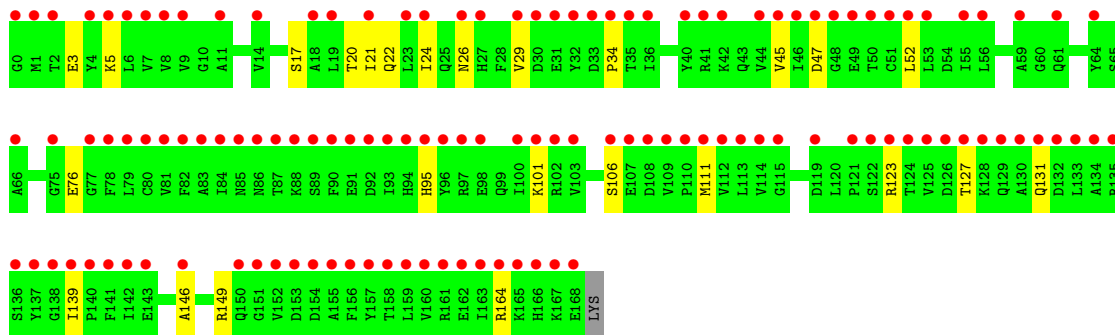 G0 M1 T2 E3 Y4 K5 L6 V7 V8 V9 G10 A11 V14 S17 A18 L19 T20 I21 Q22 L23 I24 Q25 N26 H27 F28 V29 D30 E31 Y32 D33 P34 T35 I36 Y40 R41 K42 Q43 V44 V45 I46 D47 G48 E49 T50 C51 L52 L53 D54 I55 L56 A59 G60 Q61 Y64 S65
A66 G75 E76 G77 F78 L79 C80 V81 F82 A83 I84 N85 N86 T87 K88 S89 F90 E91 D92 I93 H94 H95 Y96 R97 E98 Q99 I100 K101 R102 V103 S106 E107 D108 V109 P110 M111 V112 L113 V114 G115 D119 L120 P121 S122 R123 T124 V125 D126 T127 K128 Q129 A130 Q131 D132 L133 A134 R135
S136 Y137 G138 I139 P140 F141 I142 E143 A146 R149 Q150 G151 V152 D153 D154 A155 F156 Y157 T158 L159 V160 R161 E162 I163 R164 K165 H166 K167 E168 LYS